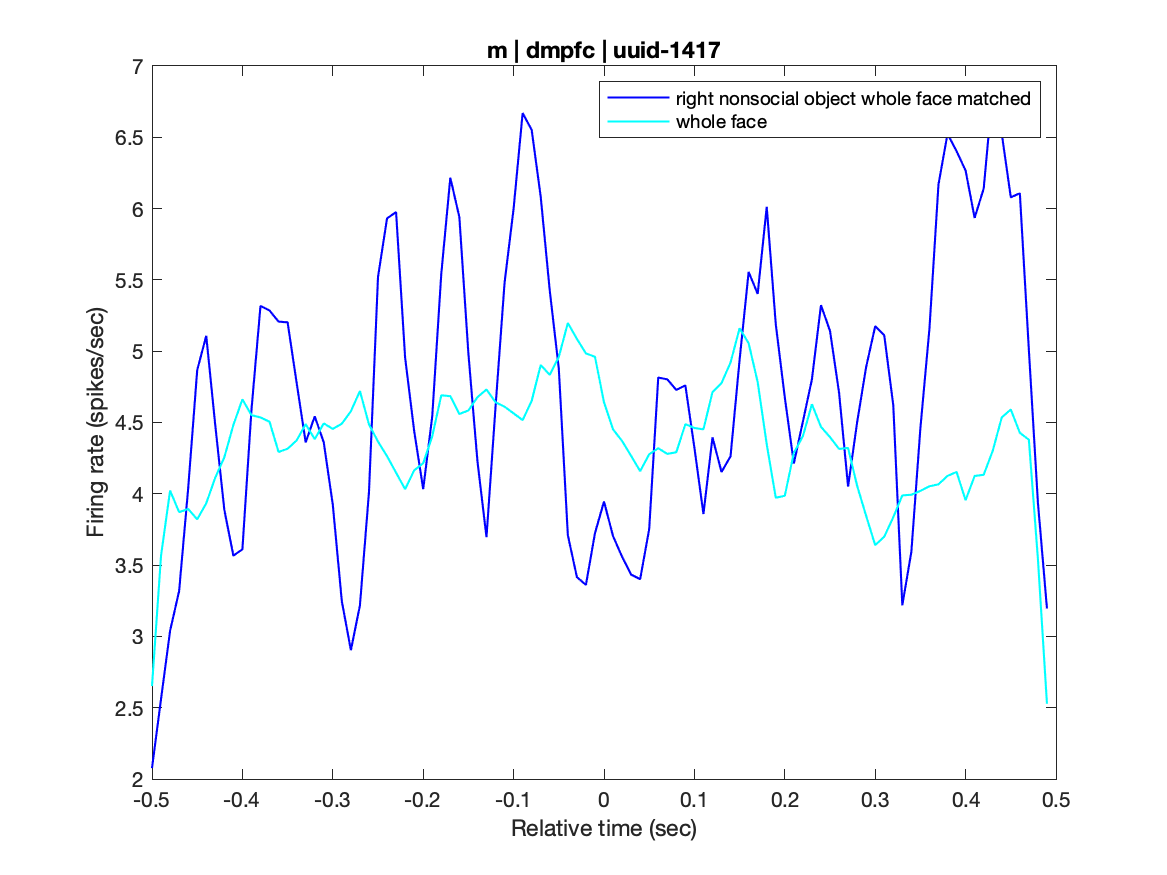 m | dmpfc | uuid-1417
right nonsocial object whole face matched
whole face
7
6.5
6
5.5
5
4.5
4
3.5
3
2.5
2
Firing rate (spikes/sec)
-0.5 -0.4 -0.3 -0.2 -0.1 0 0.1 0.2 0.3 0.4 0.5
Relative time (sec)